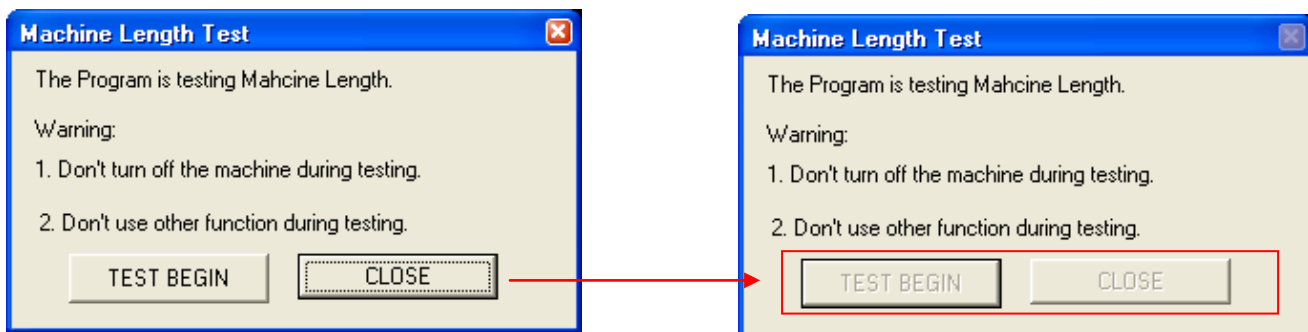 Machine Length Test
The Program is testing Mahcine Length.
Warning:
1. Don't turn off the machine during testing.
2. Don't use other function during testing.
TEST BEGIN
CLOSE
Machine Length Test
The Program is testing Mahcine Length.
Warning:
1. Don't turn off the machine during testing.
2. Don't use other function during testing.
TEST BEGIN
CLOSE